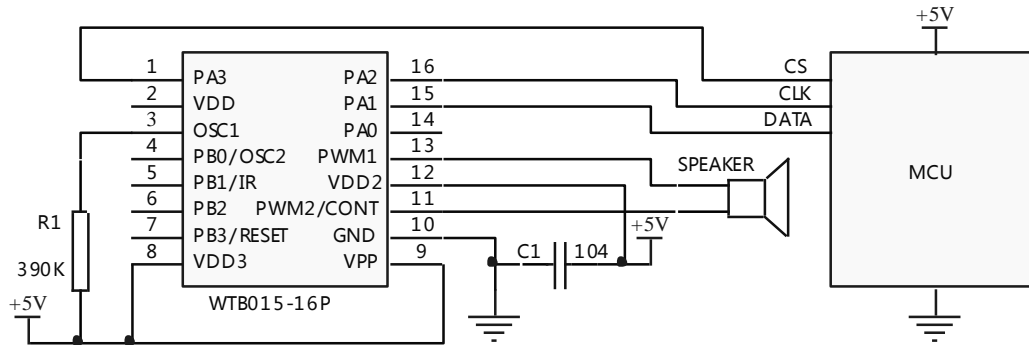 +5V
CS
CLK
DATA
MCU
1 PA3 PA2 16
2 VDD PA1 15
3 OSC1 PA0 14
4 PB0/OSC2 PWM1 13
5 PB1/IR VDD2 12
6 PB2 PWM2/CONT 11
7 PB3/RESET GND 10
8 VDD3 VPP 9
WTB015-16P
SPEAKER
R1
390K
+5V
C1 104
+5V